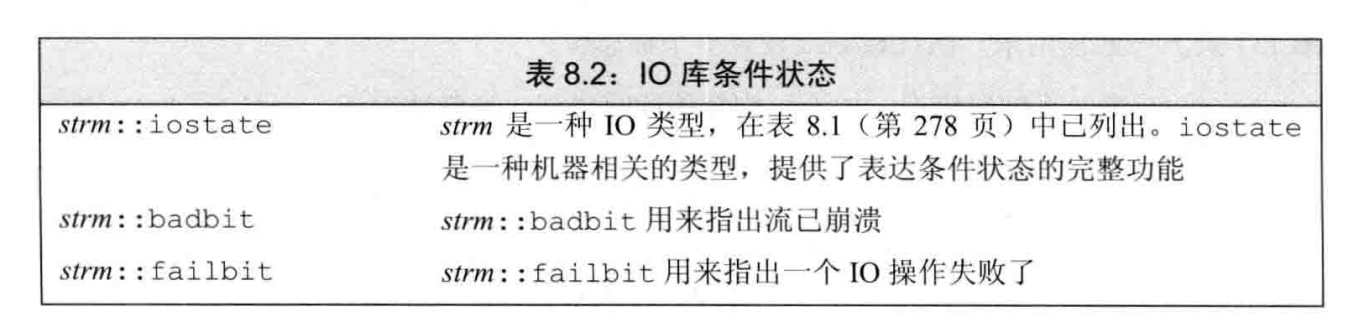 表 8.2：IO 库条件状态
strm::iostate strm 是一种 IO 类型，在表 8.1（第 278 页）中已列出。iostate
是一种机器相关的类型，提供了表达条件状态的完整功能
strm::badbit strm::badbit 用来指出流已崩溃
strm::failbit strm::failbit 用来指出一个 IO 操作失败了